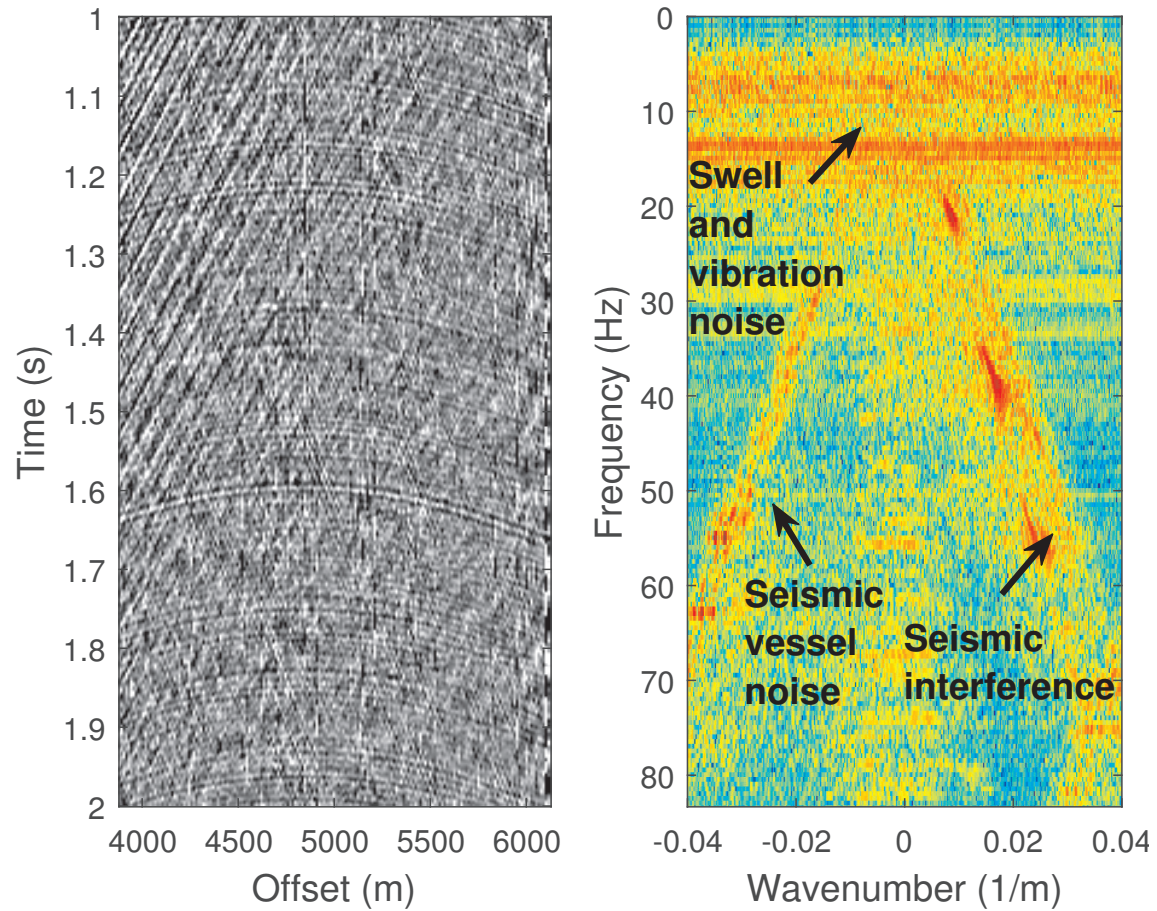 1
1.1
1.2
1.3
1.4
1.5
1.6
1.7
1.8
1.9
2
Time (s)
4000 4500 5000 5500 6000
Offset (m)
0
10
20
30
40
50
60
70
80
Frequency (Hz)
Swell
and
vibration
noise
Seismic
vessel
noise
Seismic
interference
-0.04 -0.02 0 0.02 0.04
Wavenumber (1/m)